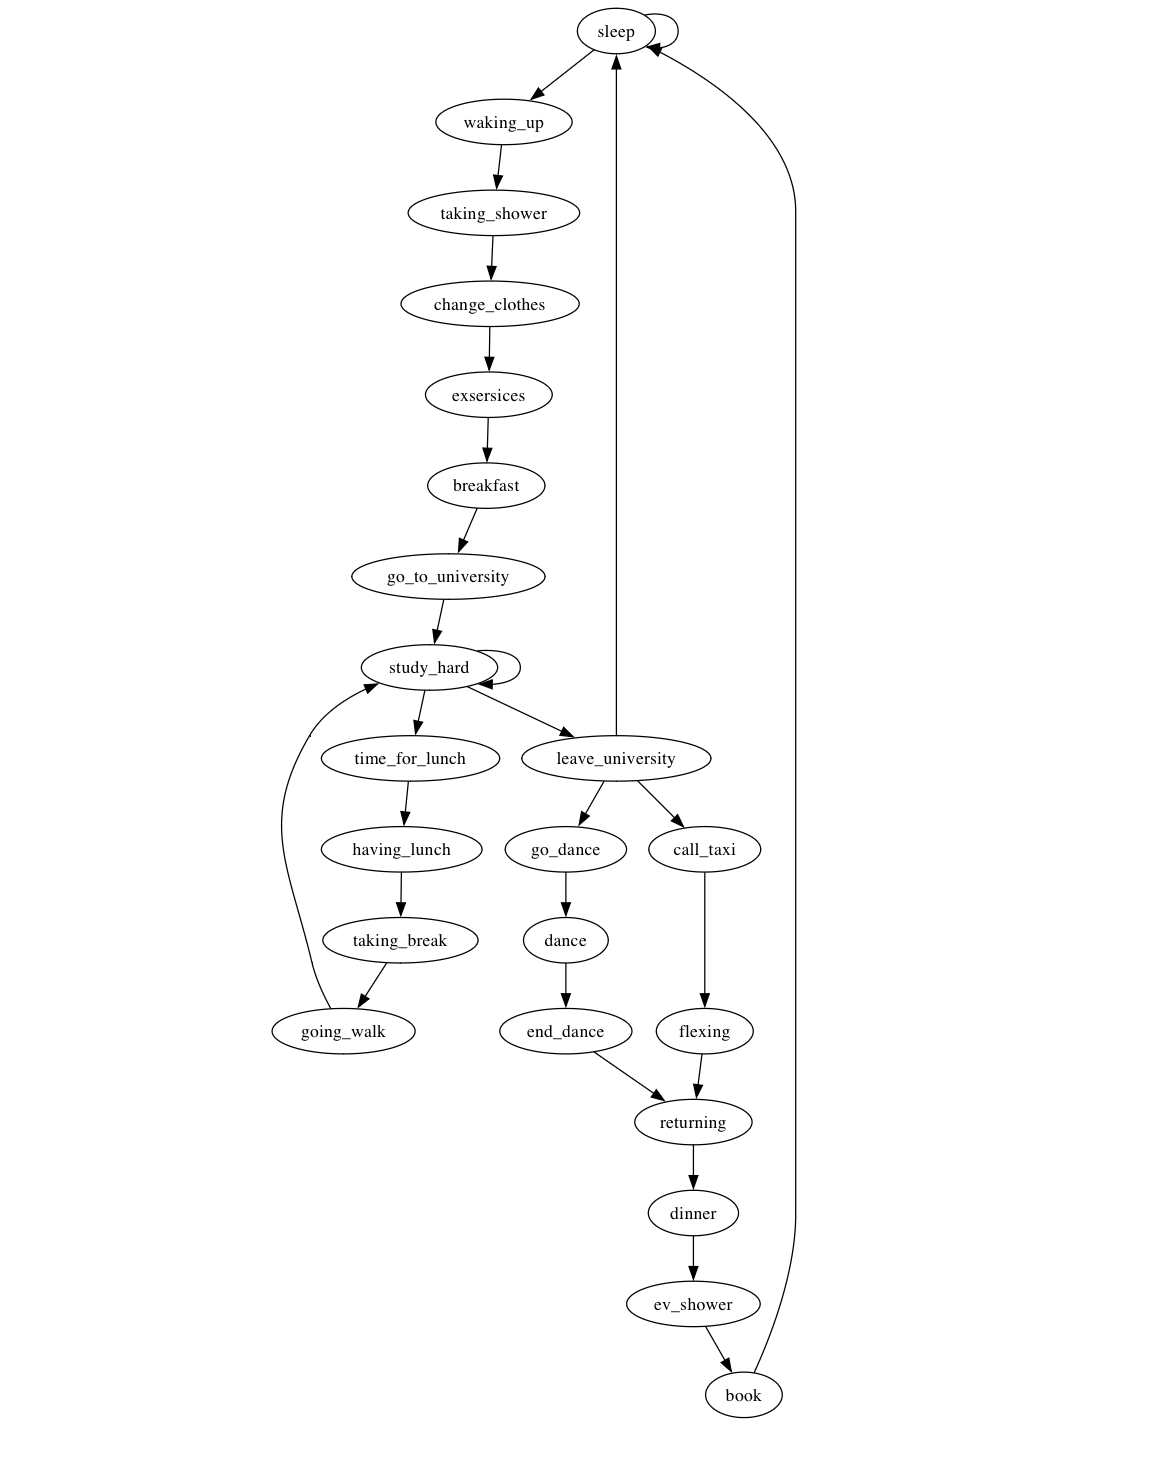 sleep
waking_up
taking_shower
change_clothes
exsersices
breakfast
go_to_university
study_hard
time_for_lunch
leave_university
having_lunch
go_dance
call_taxi
taking_break
dance
going_walk
end_dance
flexing
returning
dinner
ev_shower
book